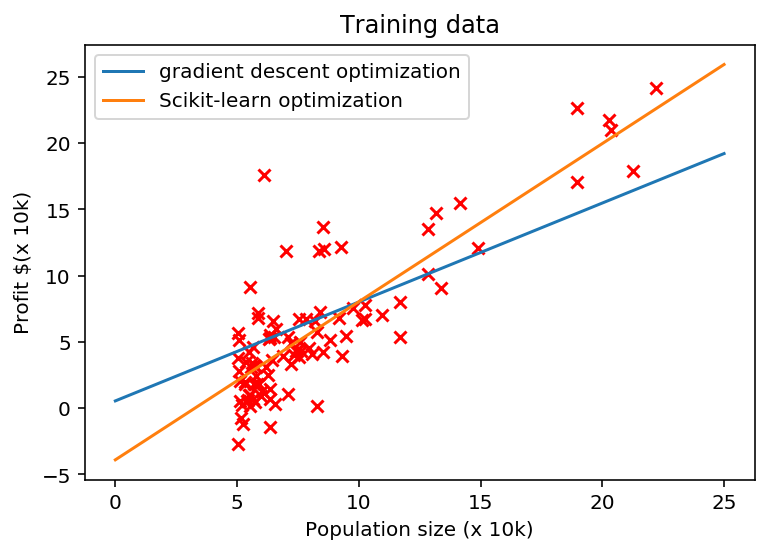 Training data
gradient descent optimization
Scikit-learn optimization
Profit $(x 10k)
25
20
15
10
5
0
−5
0 5 10 15 20 25
Population size (x 10k)